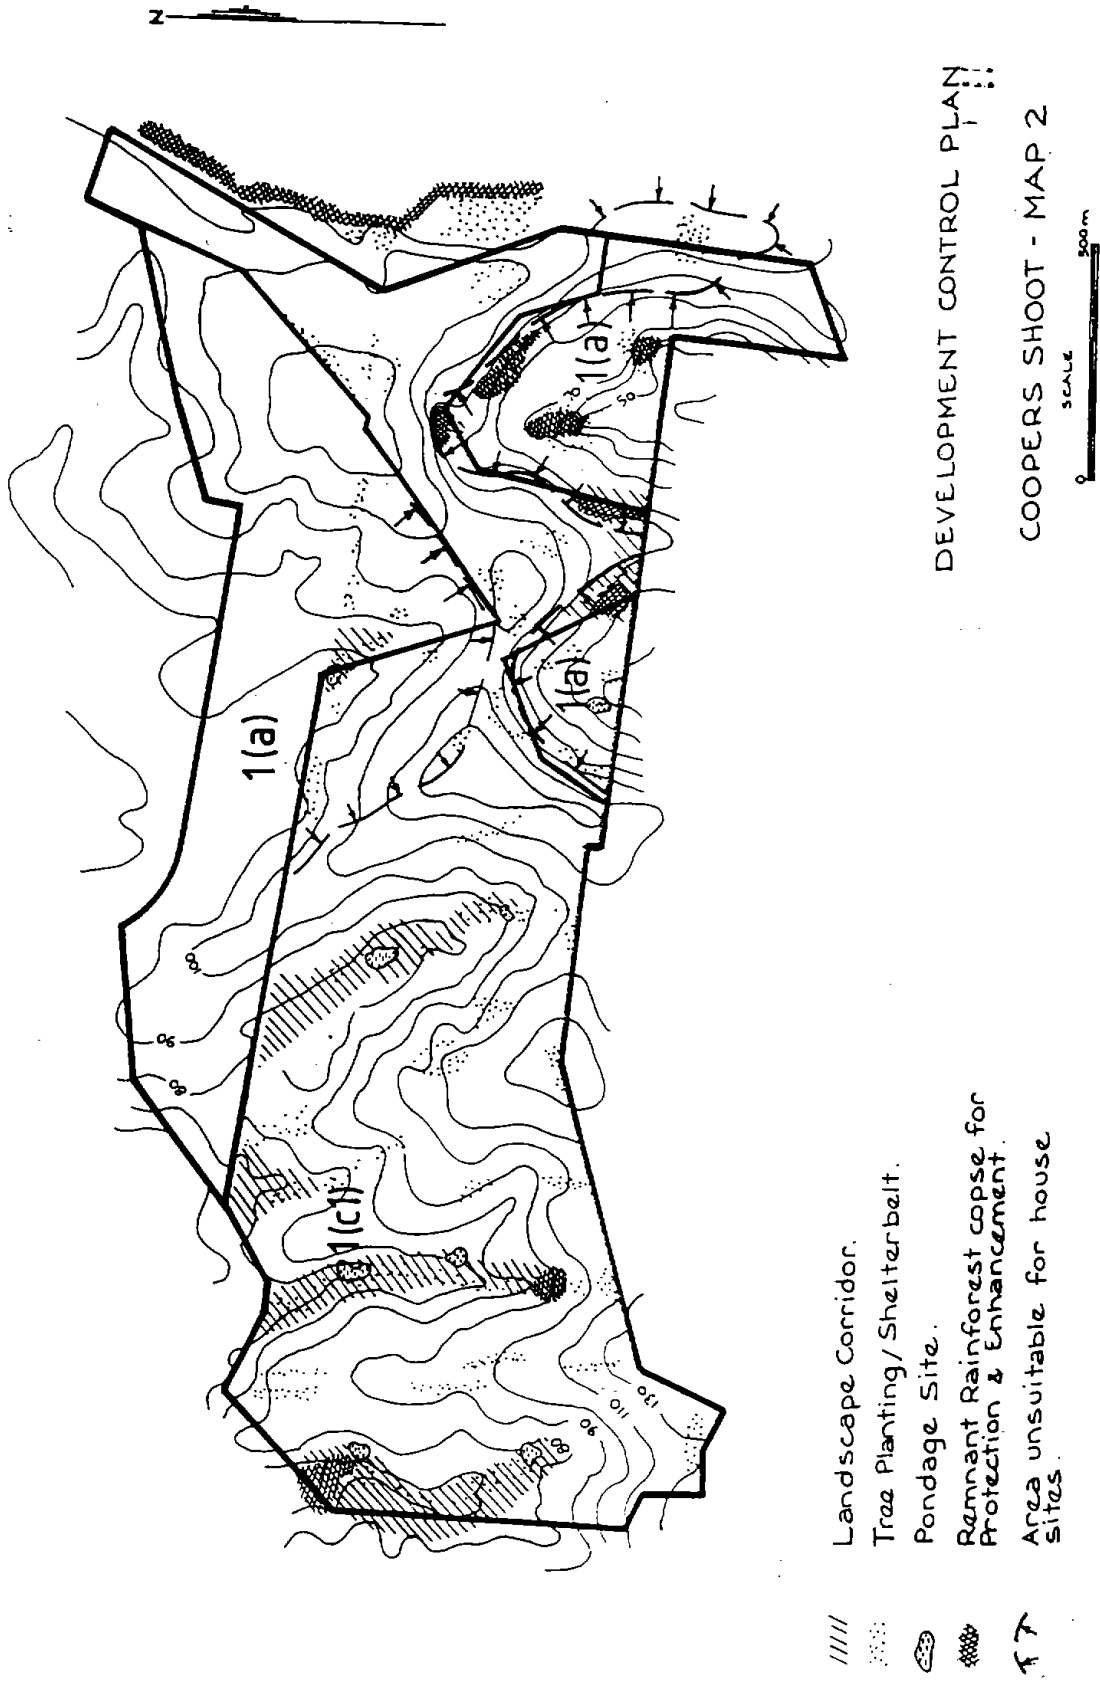 N
1(a)
1(a)
1(a)
1(c1)
100
90
80
50
80
90
110
130
Landscape Corridor.
Tree Planting/Shelterbelt.
Pondage Site.
Remnant Rainforest copse for
Protection & Enhancement.
Area unsuitable for house
sites.
DEVELOPMENT CONTROL PLAN
COOPERS SHOOT - MAP 2
SCALE
0 500m